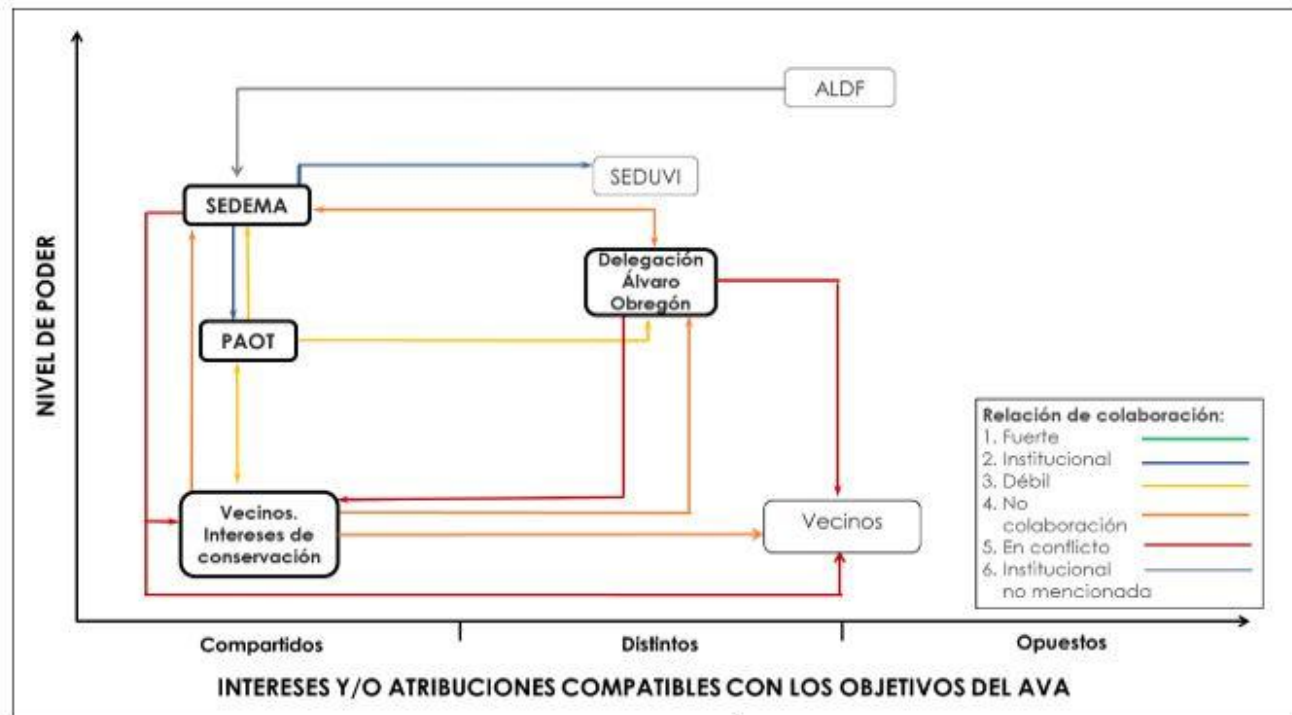 NIVEL DE PODER
ALDF
SEDUVI
SEDEMA
Delegación
Álvaro
Obregón
PAOT
Vecinos.
Intereses de
conservación
Vecinos
Relación de colaboración:
1. Fuerte
2. Institucional
3. Débil
4. No
colaboración
5. En conflicto
6. Institucional
no mencionada
Compartidos
Distintos
Opuestos
INTERESES Y/O ATRIBUCIONES COMPATIBLES CON LOS OBJETIVOS DEL AVA